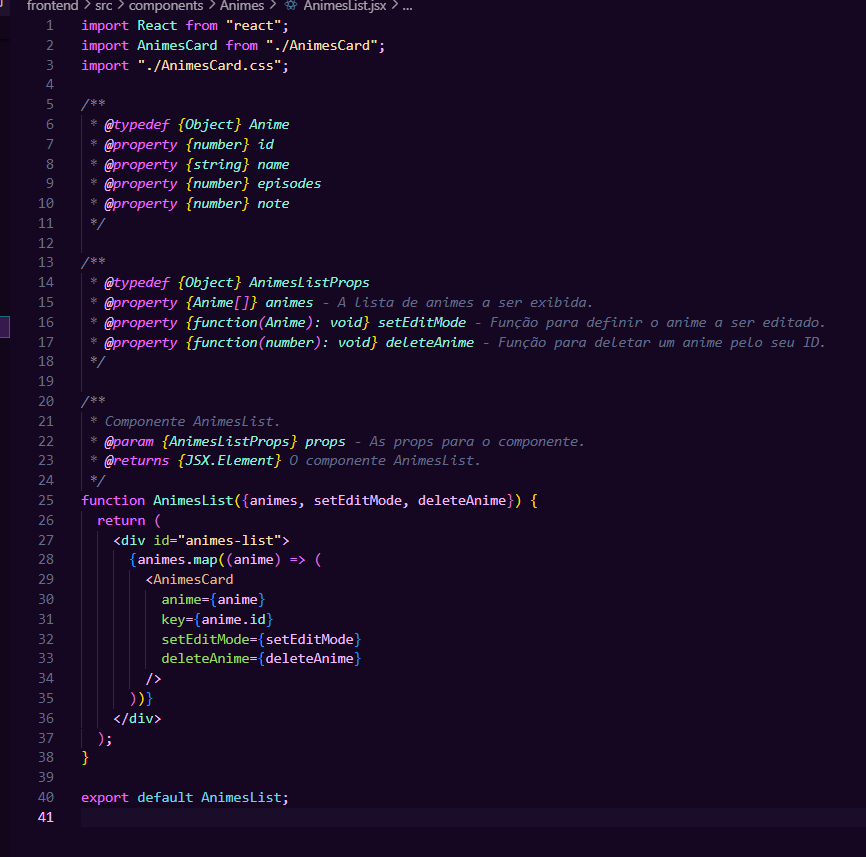 frontend > src > components > Animes > AnimesList.jsx > ...
1 import React from "react";
2 import AnimesCard from "./AnimesCard";
3 import "./AnimesCard.css";
4
5 /**
6 * @typedef {Object} Anime
7 * @property {number} id
8 * @property {string} name
9 * @property {number} episodes
10 * @property {number} note
11 */
12
13 /**
14 * @typedef {Object} AnimesListProps
15 * @property {Anime[]} animes - A lista de animes a ser exibida.
16 * @property {function(Anime): void} setEditMode - Função para definir o anime a ser editado.
17 * @property {function(number): void} deleteAnime - Função para deletar um anime pelo seu ID.
18 */
19
20 /**
21 * Componente AnimesList.
22 * @param {AnimesListProps} props - As props para o componente.
23 * @returns {JSX.Element} O componente AnimesList.
24 */
25 function AnimesList({animes, setEditMode, deleteAnime}) {
26 return (
27 <div id="animes-list">
28 {animes.map((anime) => (
29 <AnimesCard
30 anime={anime}
31 key={anime.id}
32 setEditMode={setEditMode}
33 deleteAnime={deleteAnime}
34 />
35 ))}
36 </div>
37 );
38 }
39
40 export default AnimesList;
41